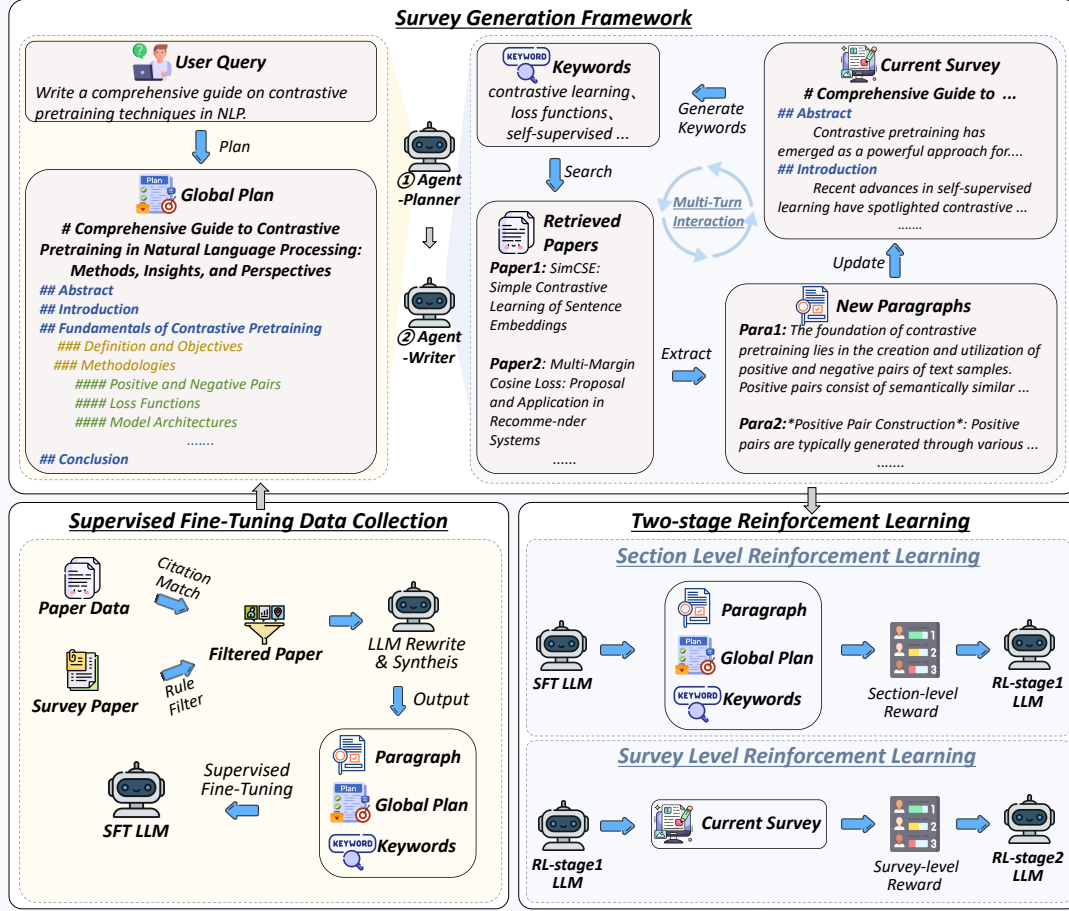 Survey Generation Framework
User Query
Write a comprehensive guide on contrastive
pretraining techniques in NLP.
Plan
Plan
Global Plan
# Comprehensive Guide to Contrastive
Pretraining in Natural Language Processing:
Methods, Insights, and Perspectives
## Abstract
## Introduction
## Fundamentals of Contrastive Pretraining
### Definition and Objectives
### Methodologies
#### Positive and Negative Pairs
#### Loss Functions
#### Model Architectures
.......
## Conclusion
① Agent
-Planner
② Agent
-Writer
KEYWORD
Keywords
contrastive learning、
loss functions、
self-supervised ...
Generate
Keywords
Search
Retrieved
Papers
Paper1: SimCSE:
Simple Contrastive
Learning of Sentence
Embeddings
Paper2: Multi-Margin
Cosine Loss: Proposal
and Application in
Recomme-nder
Systems
......
Multi-Turn
Interaction
Extract
Current Survey
# Comprehensive Guide to ...
## Abstract
Contrastive pretraining has
emerged as a powerful approach for....
## Introduction
Recent advances in self-supervised
learning have spotlighted contrastive ...
.......
Update
New Paragraphs
Para1: The foundation of contrastive
pretraining lies in the creation and utilization of
positive and negative pairs of text samples.
Positive pairs consist of semantically similar ...
Para2:*Positive Pair Construction*: Positive
pairs are typically generated through various ...
.......
Supervised Fine-Tuning Data Collection
Paper Data
Citation
Match
Survey Paper
Rule
Filter
Filtered Paper
LLM Rewrite
& Syntheis
Output
Paragraph
Plan
Global Plan
KEYWORD
Keywords
Supervised
Fine-Tuning
SFT LLM
Two-stage Reinforcement Learning
Section Level Reinforcement Learning
SFT LLM
Paragraph
Plan
Global Plan
KEYWORD
Keywords
1
2
3
Section-level
Reward
RL-stage1
LLM
Survey Level Reinforcement Learning
RL-stage1
LLM
Current Survey
1
2
3
Survey-level
Reward
RL-stage2
LLM